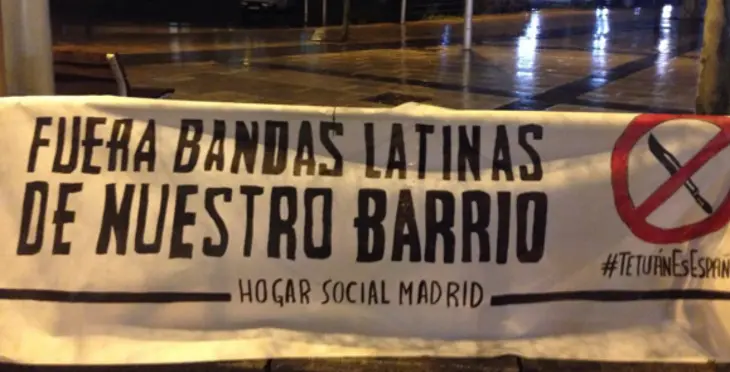 FUERA BANDAS LATINAS
DE NUESTRO BARRIO
HOGAR SOCIAL MADRID
#TETUÁNESESPAÑ